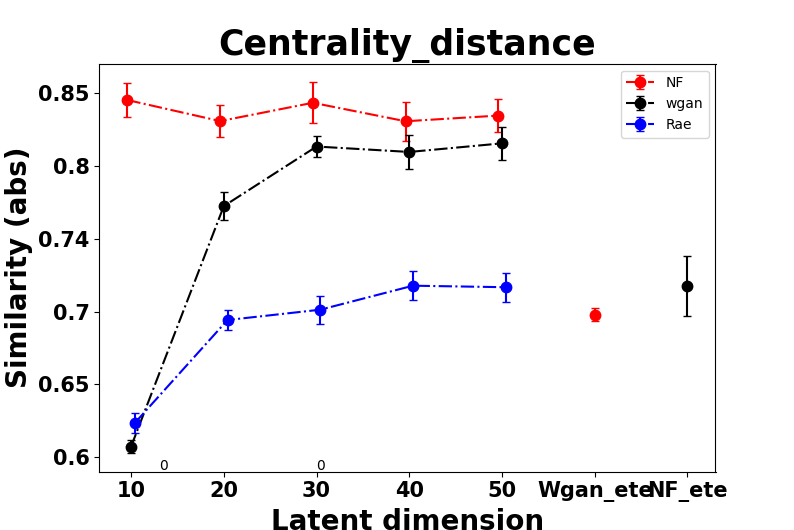 Centrality_distance
NF
wgan
Rae
Similarity (abs)
0.85
0.8
0.74
0.7
0.65
0.6
0 0
10 20 30 40 50 Wgan_ete NF_ete
Latent dimension